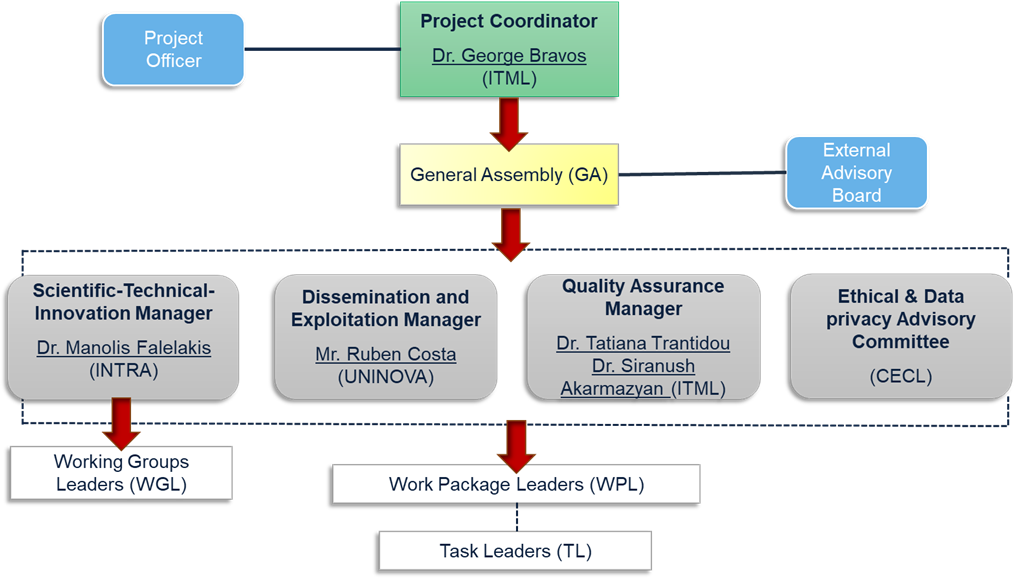 Project Coordinator
Dr. George Bravos
(ITML)
Project
Officer
General Assembly (GA)
External
Advisory
Board
Scientific-Technical-
Innovation Manager
Dr. Manolis Falelakis
(INTRA)
Dissemination and
Exploitation Manager
Mr. Ruben Costa
(UNINOVA)
Quality Assurance
Manager
Dr. Tatiana Trantidou
Dr. Siranush
Akarmazyan (ITML)
Ethical & Data
privacy Advisory
Committee
(CECL)
Working Groups
Leaders (WGL)
Work Package Leaders (WPL)
Task Leaders (TL)